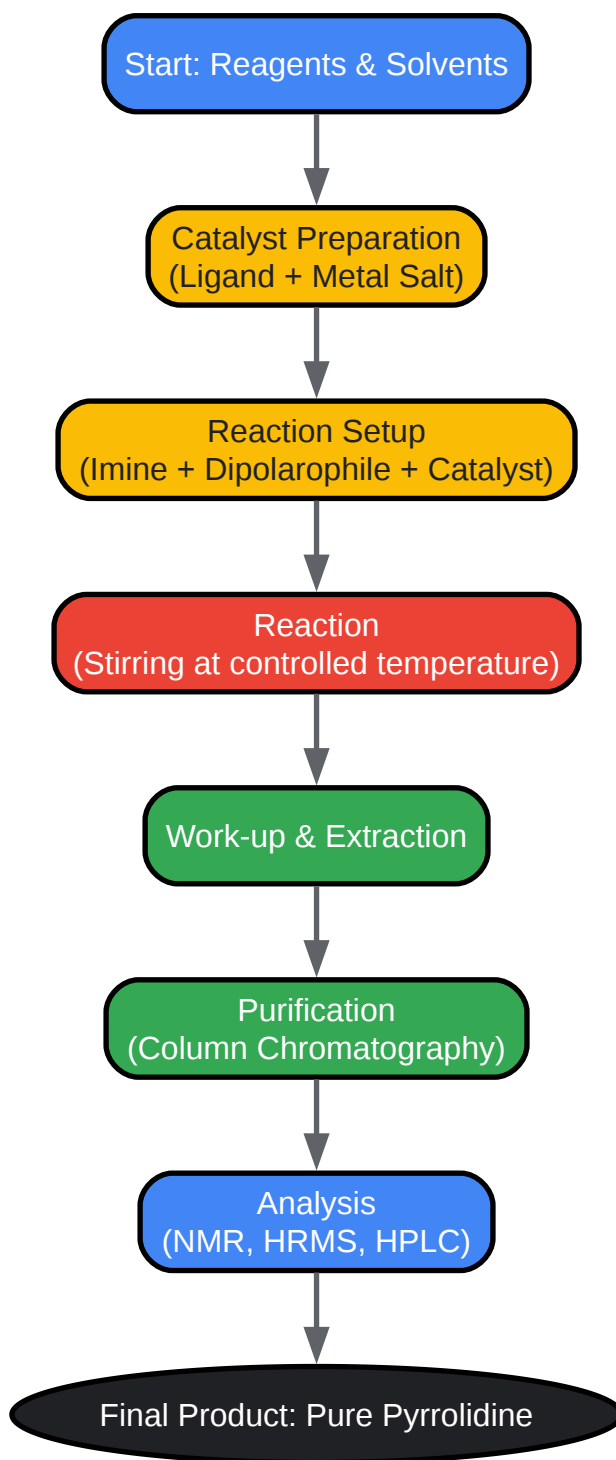 Start: Reagents & Solvents
Catalyst Preparation
(Ligand + Metal Salt)
Reaction Setup
(Imine + Dipolarophile + Catalyst)
Reaction
(Stirring at controlled temperature)
Work-up & Extraction
Purification
(Column Chromatography)
Analysis
(NMR, HRMS, HPLC)
Final Product: Pure Pyrrolidine